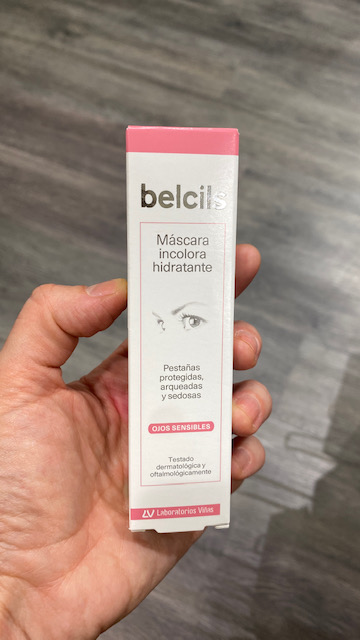 belcils
Máscara
incolora
hidratante
Pestañas
protegidas,
arqueadas
y sedosas
OJOS SENSIBLES
Testado
dermatológica y
oftalmológicamente
LV Laboratorios Viñas